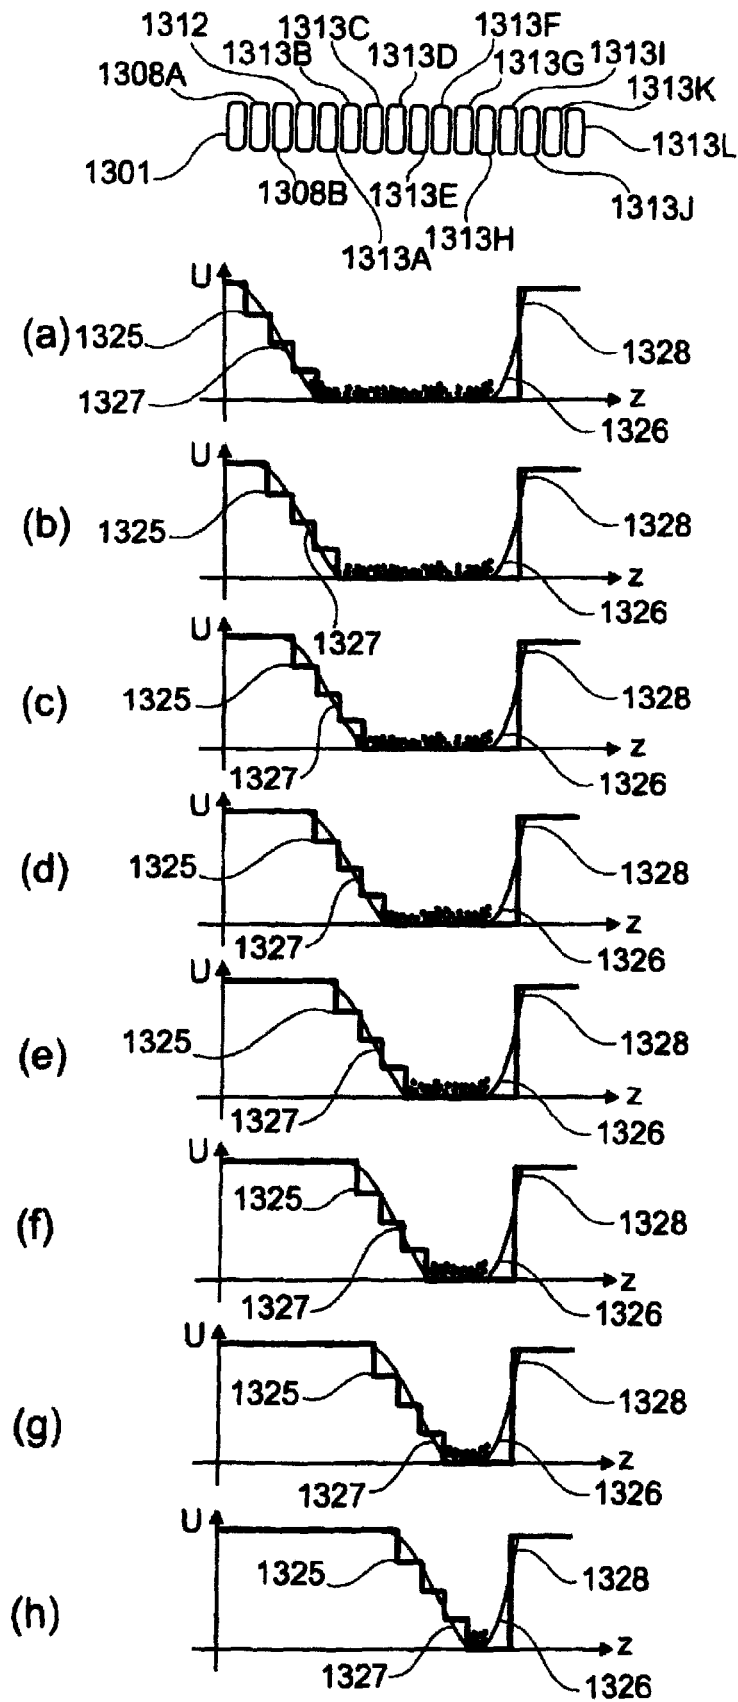 1313C 1313F
1312 1313D 1313I
1313B 1313G
1308A 1313K
1301 1313L
1308B 1313E 1313J
1313H
1313A
U
(a) 1325 1328
1327 z
1326
U
(b) 1325 1328
z
1326
1327
U
(c) 1325 1328
z
1327 1326
U
(d) 1325 1328
z
1327 1326
U
(e) 1325 1328
z
1327 1326
U
(f) 1325 1328
z
1327 1326
U
(g) 1325 1328
z
1327 1326
U
(h) 1325 1328
z
1327 1326